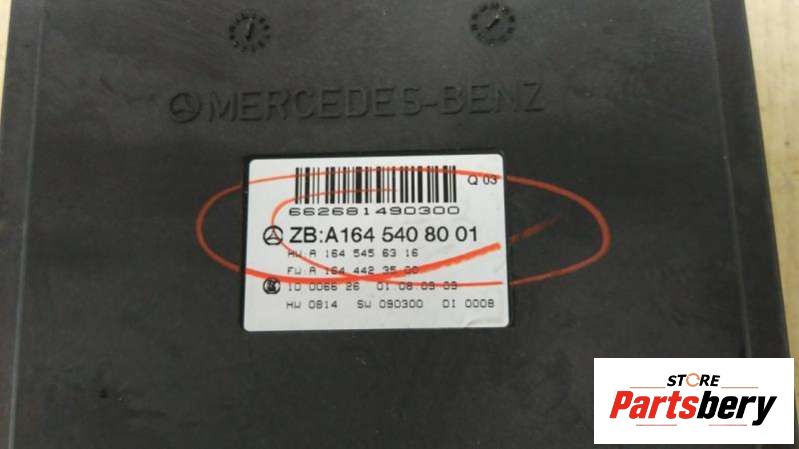 MERCEDES-BENZ
Q 03
662681490300
ZB:A164 540 80 01
HW:A 164 545 63 16
FW:A 164 442 35 00
10 0066 26 01 08 09 09
HW 0814 SW 090300 DI 0008
STORE
Partsbery